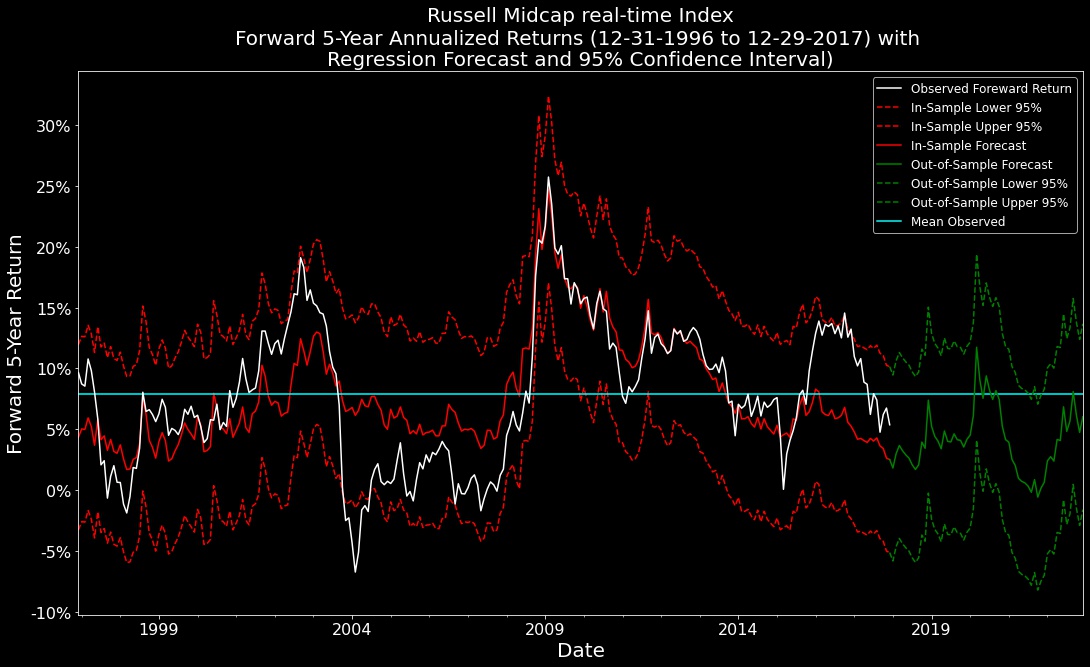 Russell Midcap real-time Index
Forward 5-Year Annualized Returns (12-31-1996 to 12-29-2017) with
Regression Forecast and 95% Confidence Interval)
Observed Foreward Return
In-Sample Lower 95%
In-Sample Upper 95%
In-Sample Forecast
Out-of-Sample Forecast
Out-of-Sample Lower 95%
Out-of-Sample Upper 95%
Mean Observed
Forward 5-Year Return
30%
25%
20%
15%
10%
5%
0%
-5%
-10%
1999
2004
2009
2014
2019
Date